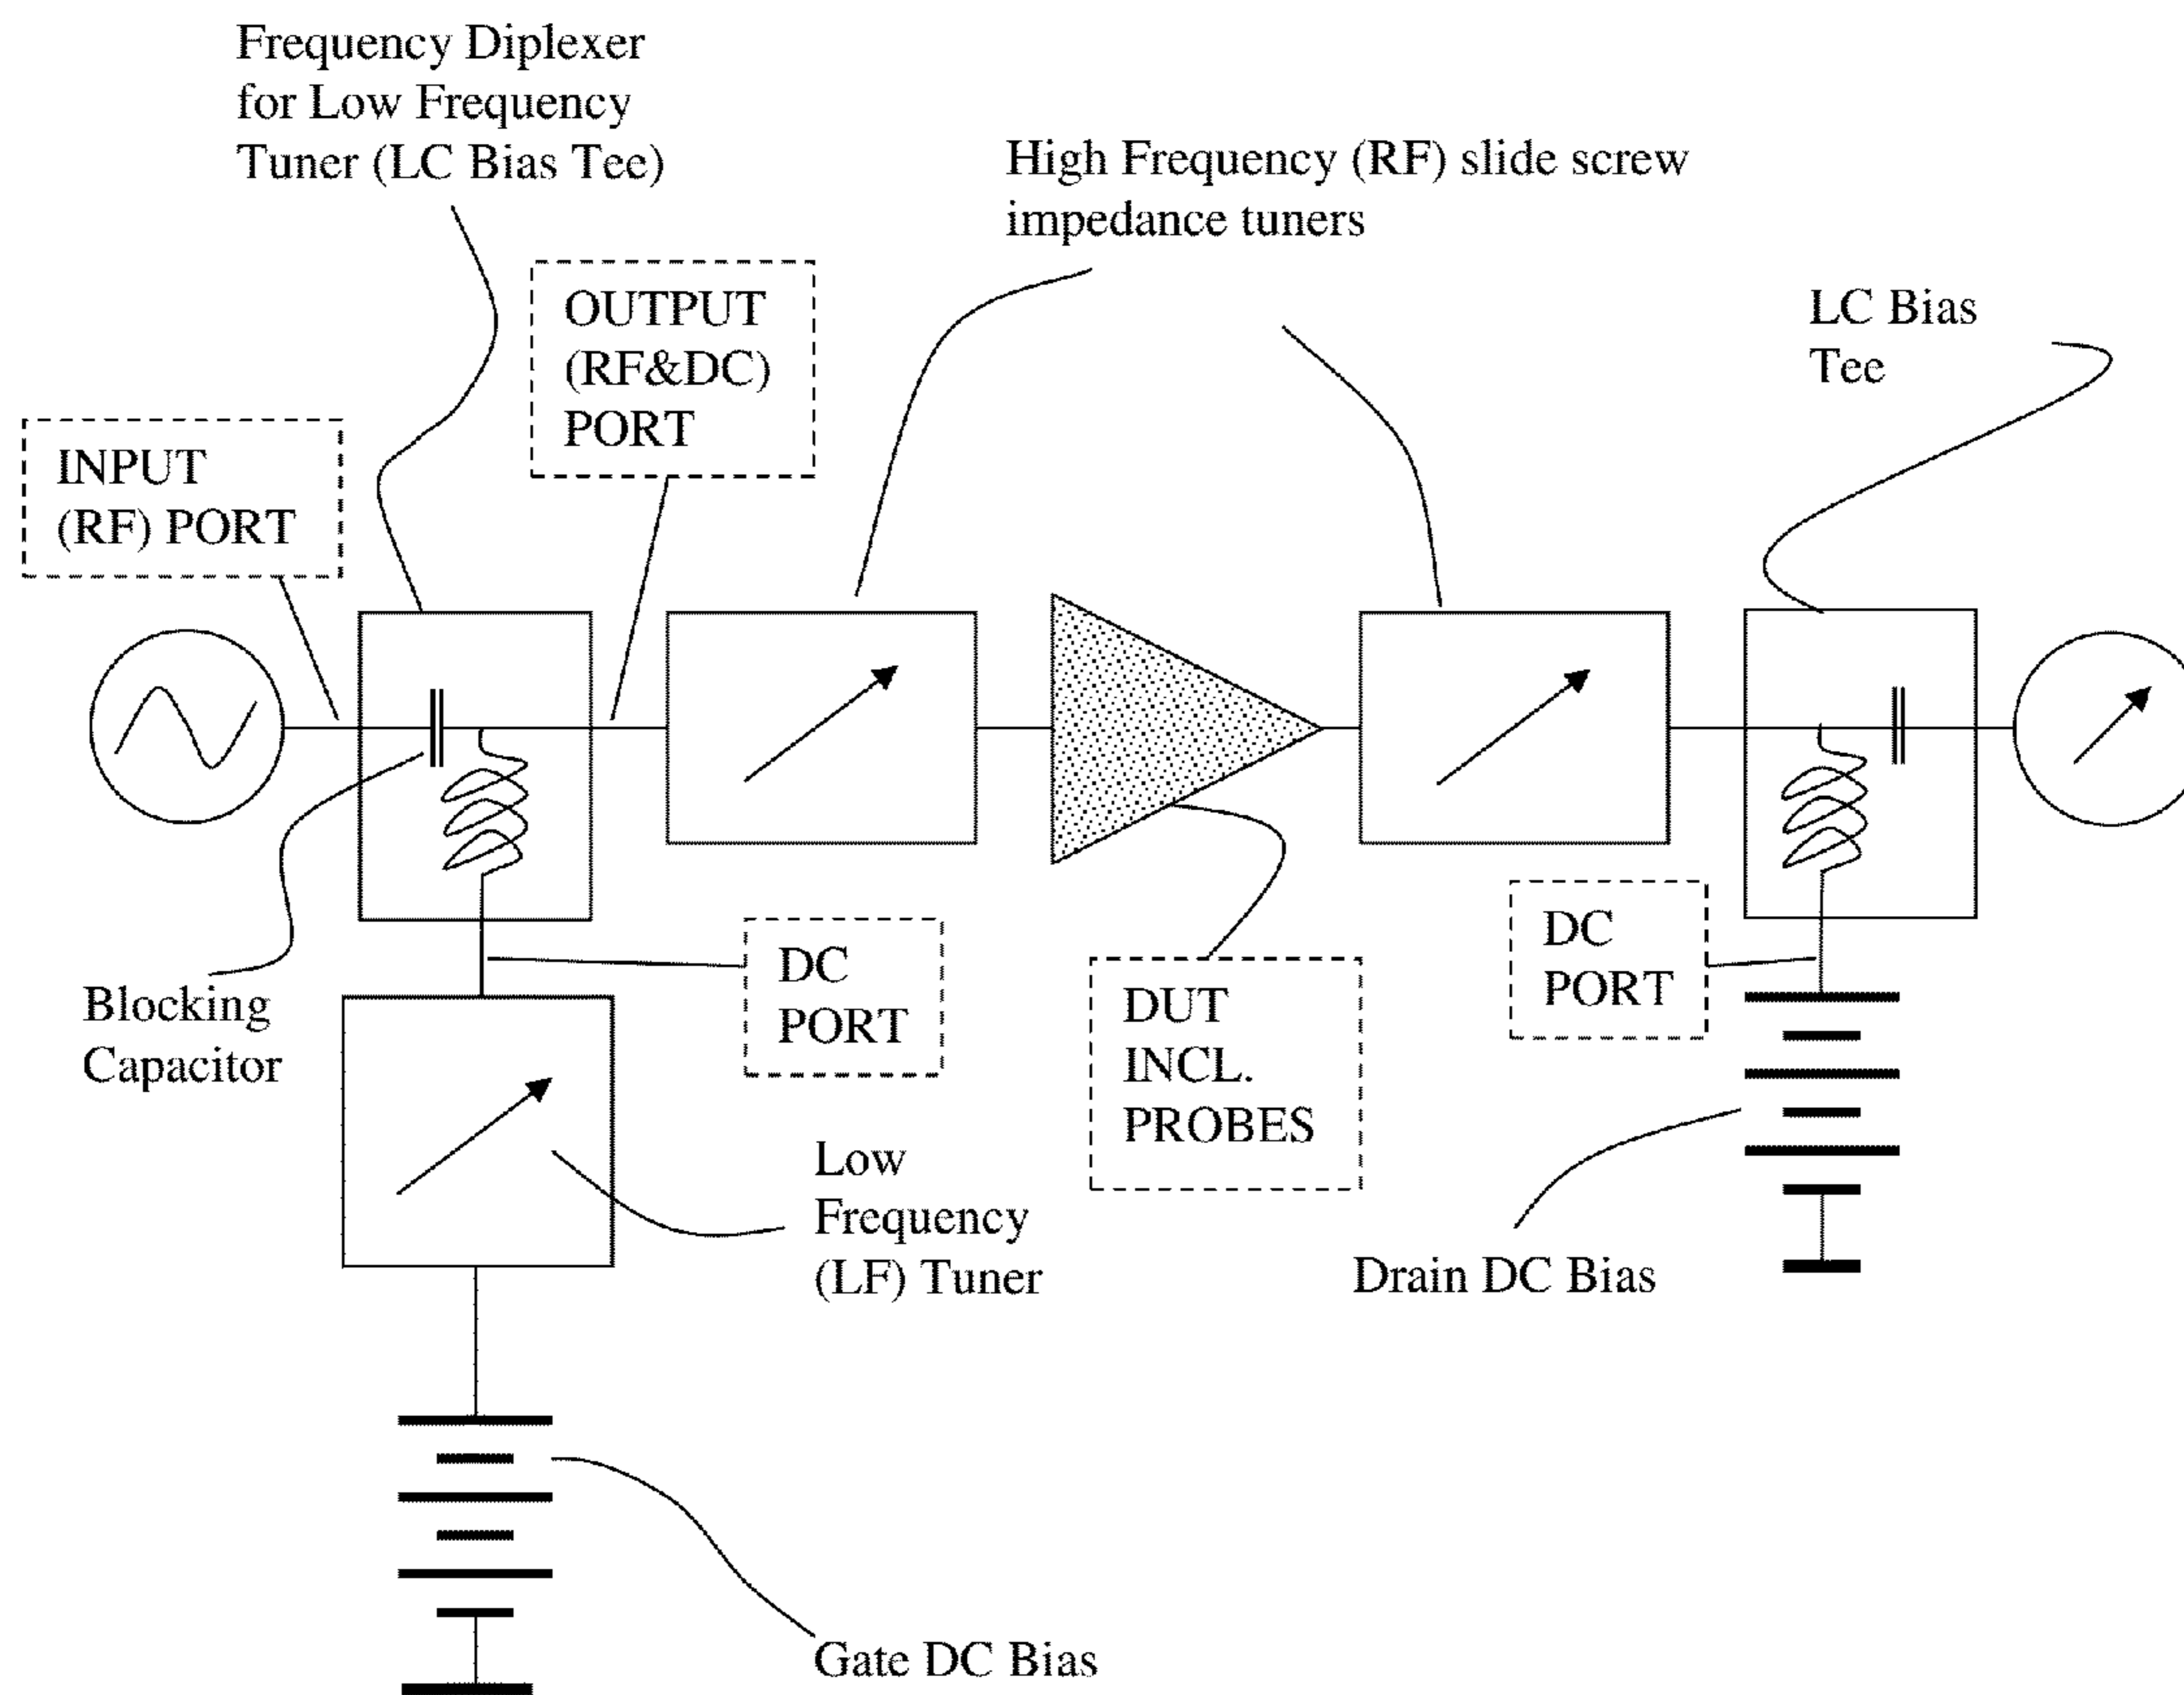 Frequency Diplexer
for Low Frequency
Tuner (LC Bias Tee)
High Frequency (RF) slide screw
impedance tuners
OUTPUT
(RF&DC)
PORT
LC Bias
Tee
INPUT
(RF) PORT
Blocking
Capacitor
DC
PORT
DUT
INCL.
PROBES
DC
PORT
Low
Frequency
(LF) Tuner
Drain DC Bias
Gate DC Bias